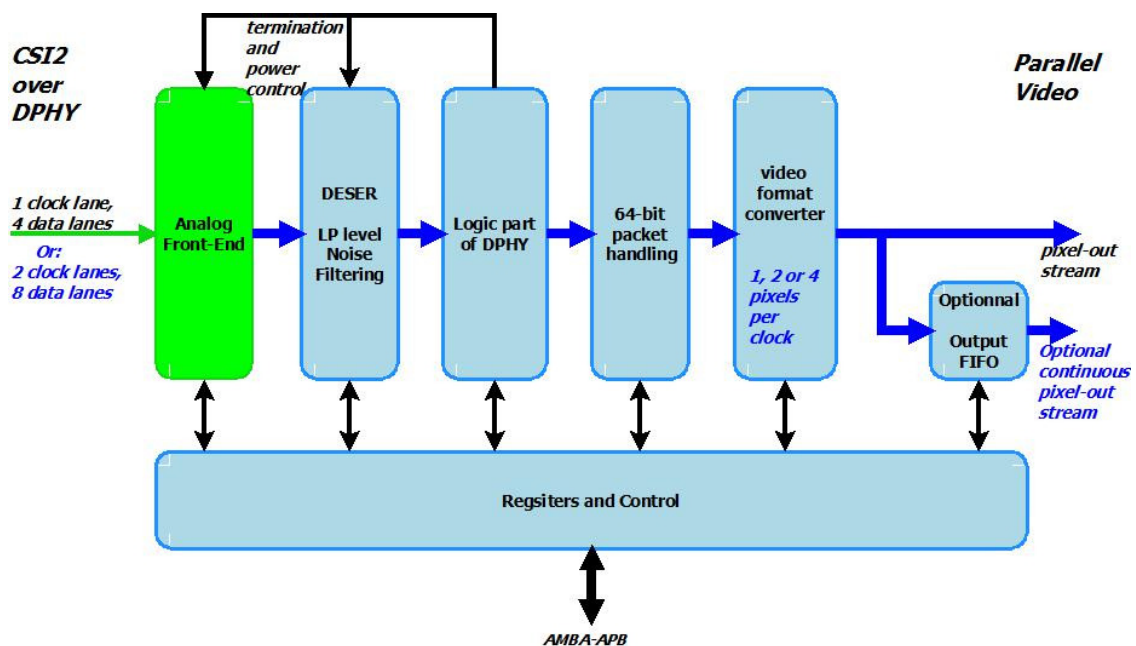 CSI2
over
DPHY
termination
and
power
control
Parallel
Video
1 clock lane,
4 data lanes
Or:
2 clock lanes,
8 data lanes
Analog
Front-End
DESER
LP level
Noise
Filtering
Logic part
of DPHY
64-bit
packet
handling
video
format
converter
1, 2 or 4
pixels
per
clock
pixel-out
stream
Optionnal
Output
FIFO
Optional
continuous
pixel-out
stream
Regsiters and Control
AMBA-APB